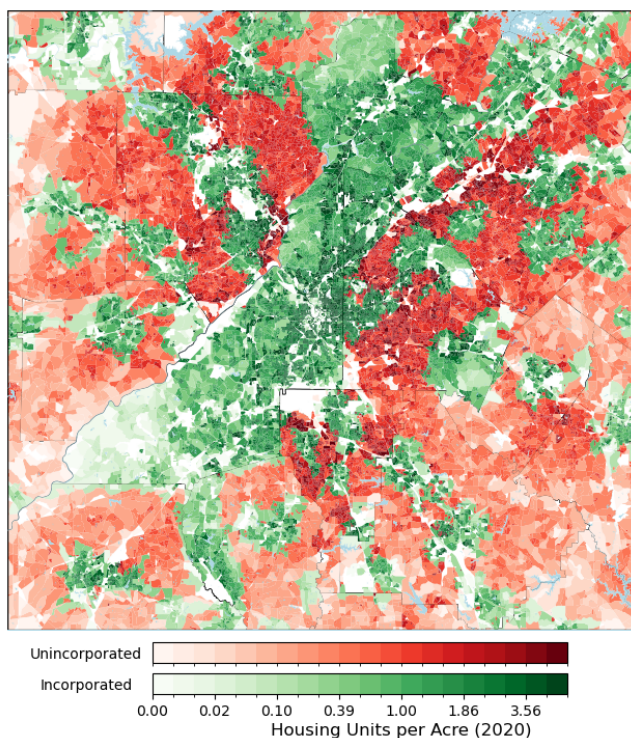 Unincorporated
Incorporated
0.00 0.02 0.10 0.39 1.00 1.86 3.56
Housing Units per Acre (2020)